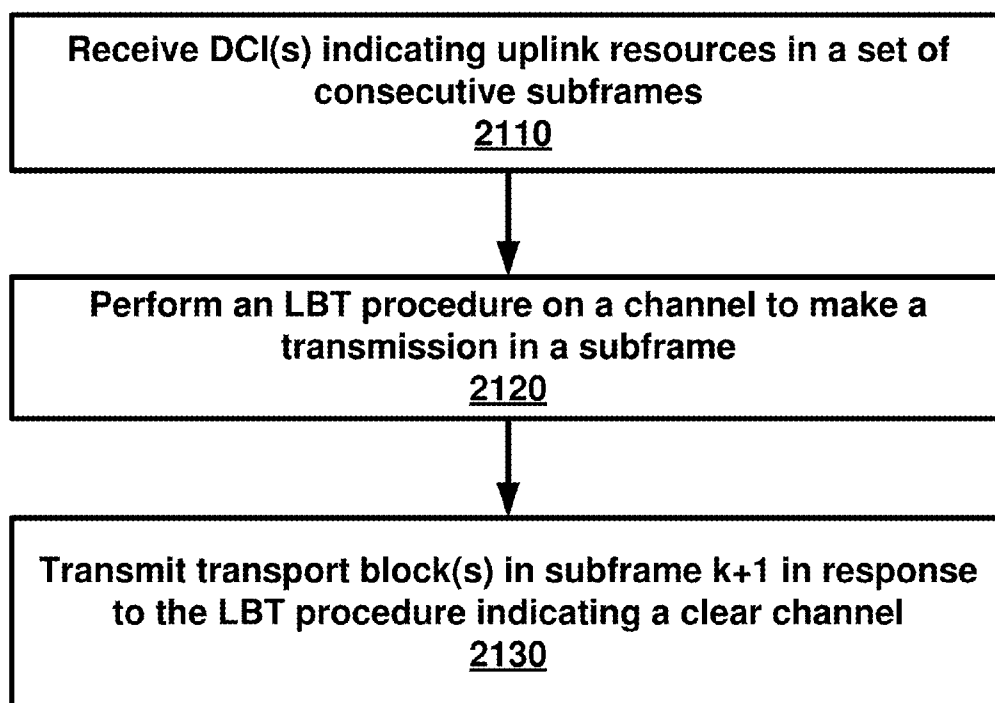 Receive DCI(s) indicating uplink resources in a set of
consecutive subframes
2110
Perform an LBT procedure on a channel to make a
transmission in a subframe
2120
Transmit transport block(s) in subframe k+1 in response
to the LBT procedure indicating a clear channel
2130